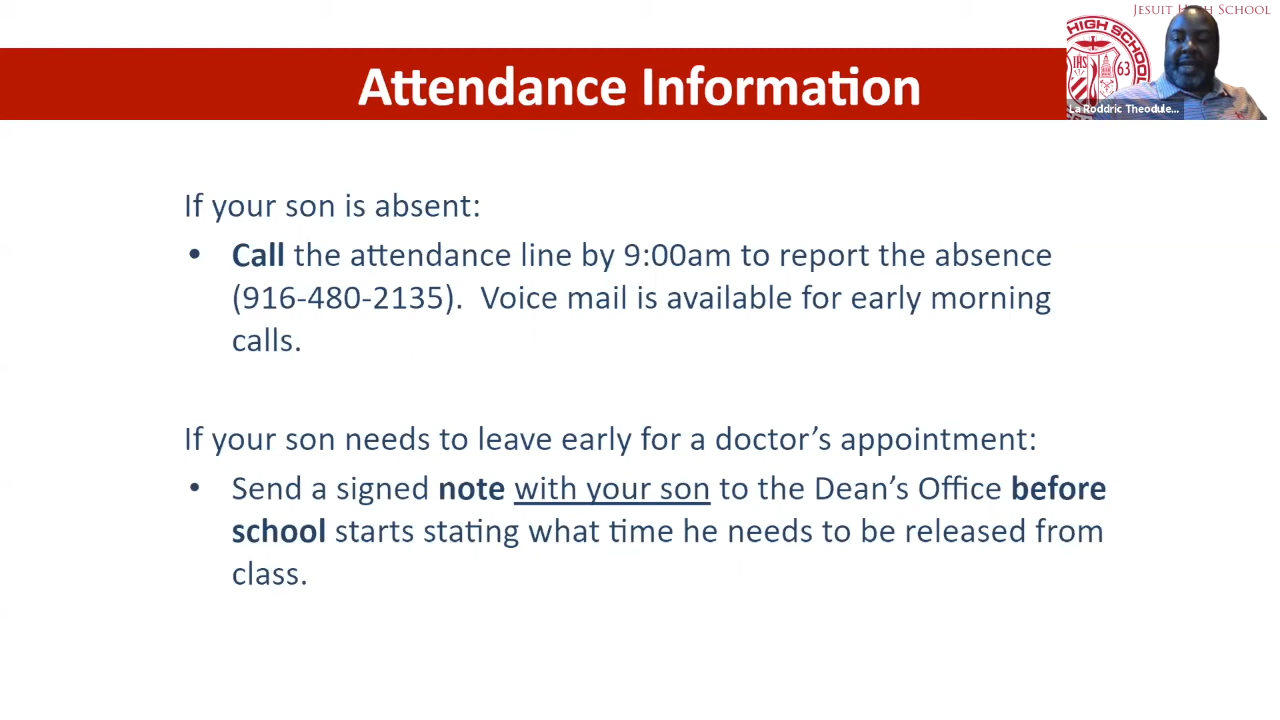 Jesuit High School
HIGH SCHOOL
IHS
63
La Roddric Theodule...
Attendance Information
If your son is absent:
• Call the attendance line by 9:00am to report the absence
(916-480-2135).  Voice mail is available for early morning
calls.
If your son needs to leave early for a doctor’s appointment:
• Send a signed note with your son to the Dean’s Office before
school starts stating what time he needs to be released from
class.